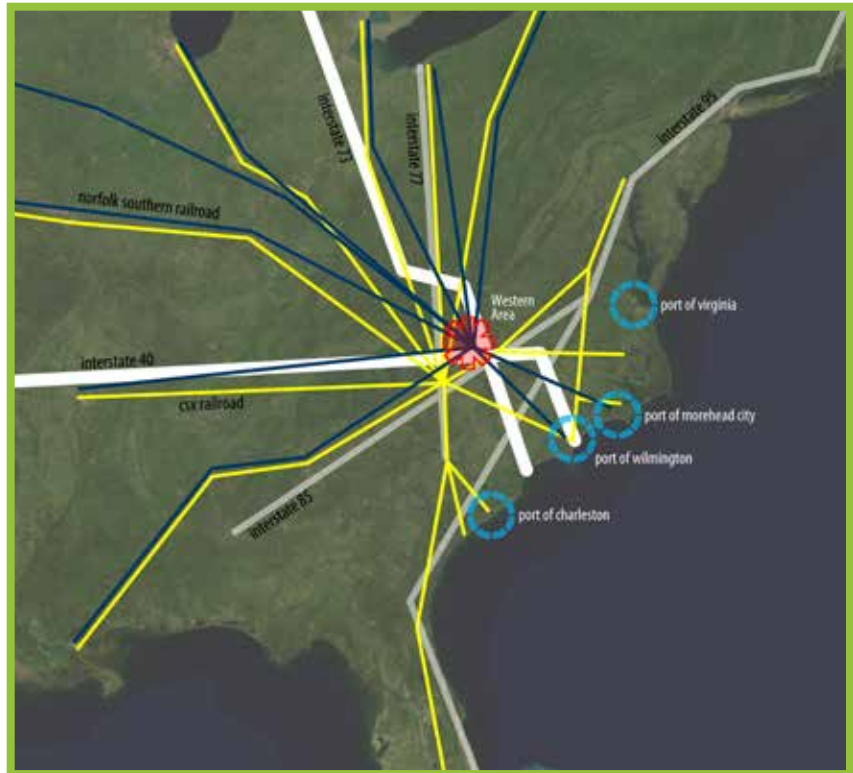 interstate 95
interstate 73
interstate 77
norfolk southern railroad
Western
Area
port of virginia
interstate 40
csx railroad
port of morehead city
port of wilmington
interstate 85
port of charleston